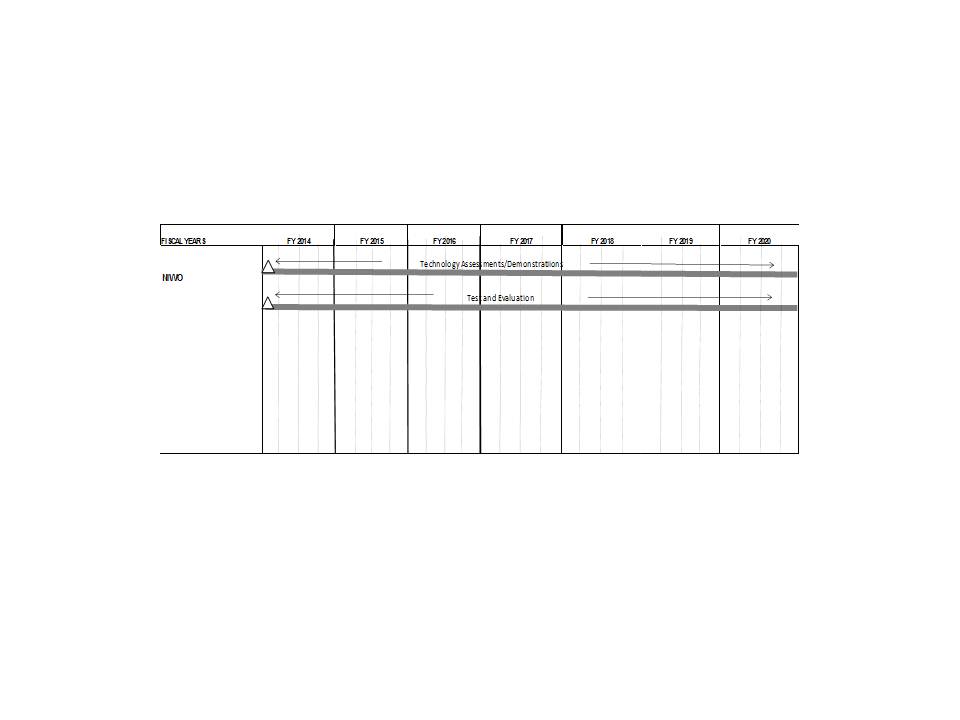 FISCAL YEARS FY 2014 FY 2015 FY 2016 FY 2017 FY 2018 FY 2019 FY 2020
Technology Assessments/Demonstrations
NIWO
Test and Evaluation